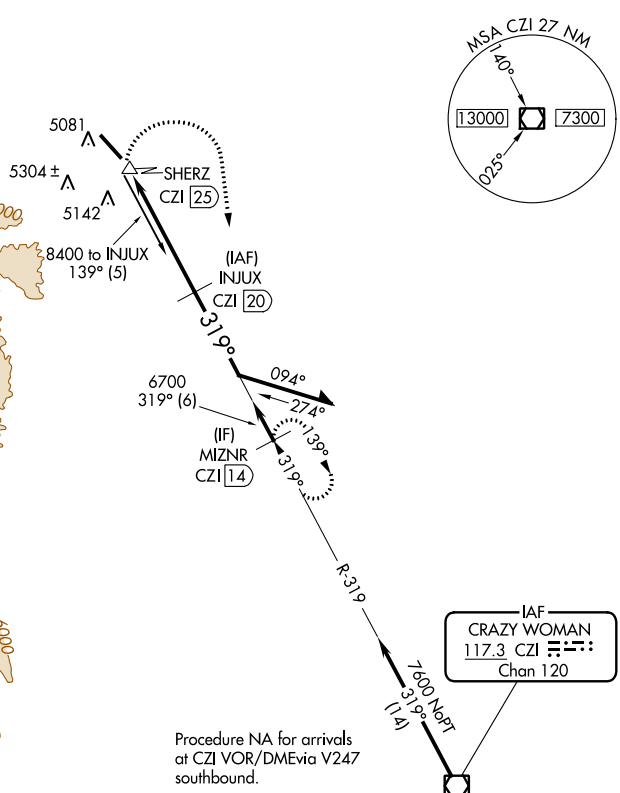 MSA CZI 27 NM
140°
13000
7300
025°
5081
5304 ±
5142
SHERZ
CZI 25
8400 to INJUX
139° (5)
(IAF)
INJUX
CZI 20
319°
094°
274°
6700
319° (6)
(IF)
MIZNR
CZI 14
139°
319°
R-319
IAF
CRAZY WOMAN
117.3 CZI
Chan 120
7600 NoPT
319°
(14)
Procedure NA for arrivals
at CZI VOR/DMEvia V247
southbound.
6000